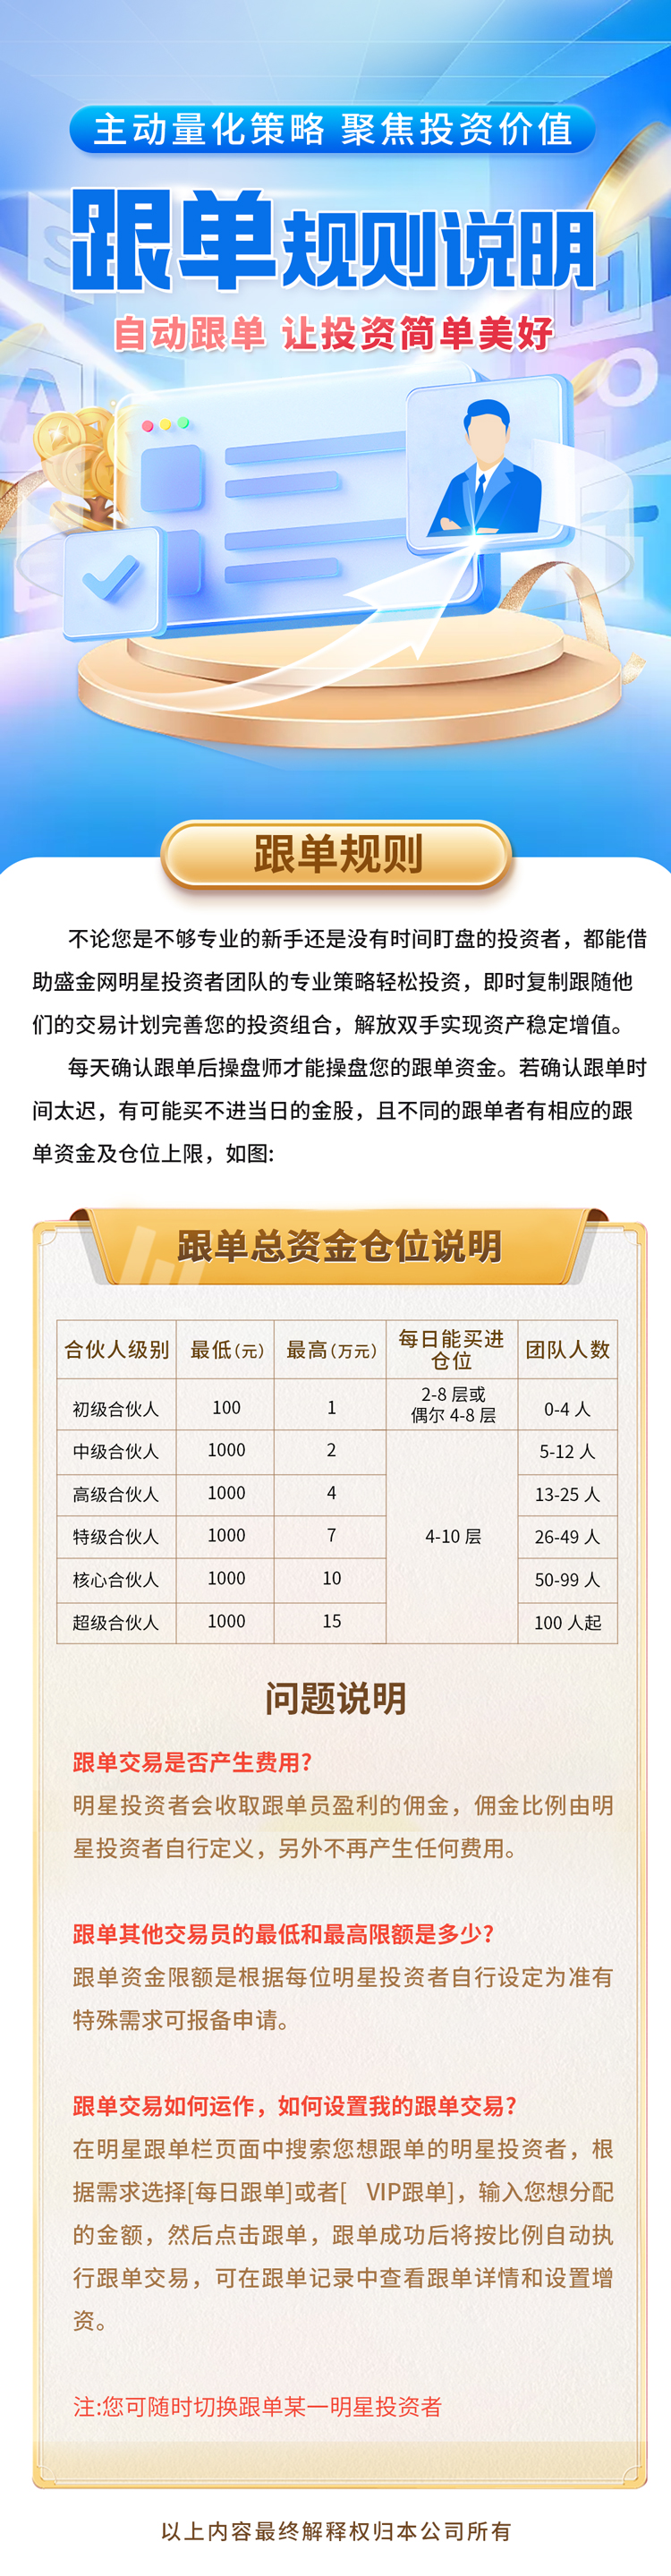 主动量化策略 聚焦投资价值
跟单规则说明
自动跟单 让投资简单美好
跟单规则
不论您是不够专业的新手还是没有时间盯盘的投资者，都能借
助盛金网明星投资者团队的专业策略轻松投资，即时复制跟随他
们的交易计划完善您的投资组合，解放双手实现资产稳定增值。
每天确认跟单后操盘师才能操盘您的跟单资金。若确认跟单时
间太迟，有可能买不进当日的金股，且不同的跟单者有相应的跟
单资金及仓位上限，如图:
跟单总资金仓位说明
合伙人级别 最低(元) 最高(万元) 每日能买进仓位 团队人数
初级合伙人 100 1 2-8 层或 偶尔 4-8 层 0-4 人
中级合伙人 1000 2 5-12 人
高级合伙人 1000 4 13-25 人
特级合伙人 1000 7 4-10 层 26-49 人
核心合伙人 1000 10 50-99 人
超级合伙人 1000 15 100 人起
问题说明
跟单交易是否产生费用?
明星投资者会收取跟单员盈利的佣金，佣金比例由明
星投资者自行定义，另外不再产生任何费用。
跟单其他交易员的最低和最高限额是多少?
跟单资金限额是根据每位明星投资者自行设定为准有
特殊需求可报备申请。
跟单交易如何运作，如何设置我的跟单交易?
在明星跟单栏页面中搜索您想跟单的明星投资者，根
据需求选择[每日跟单]或者[ VIP跟单]，输入您想分配
的金额，然后点击跟单，跟单成功后将按比例自动执
行跟单交易，可在跟单记录中查看跟单详情和设置增
资。
注:您可随时切换跟单某一明星投资者
以上内容最终解释权归本公司所有